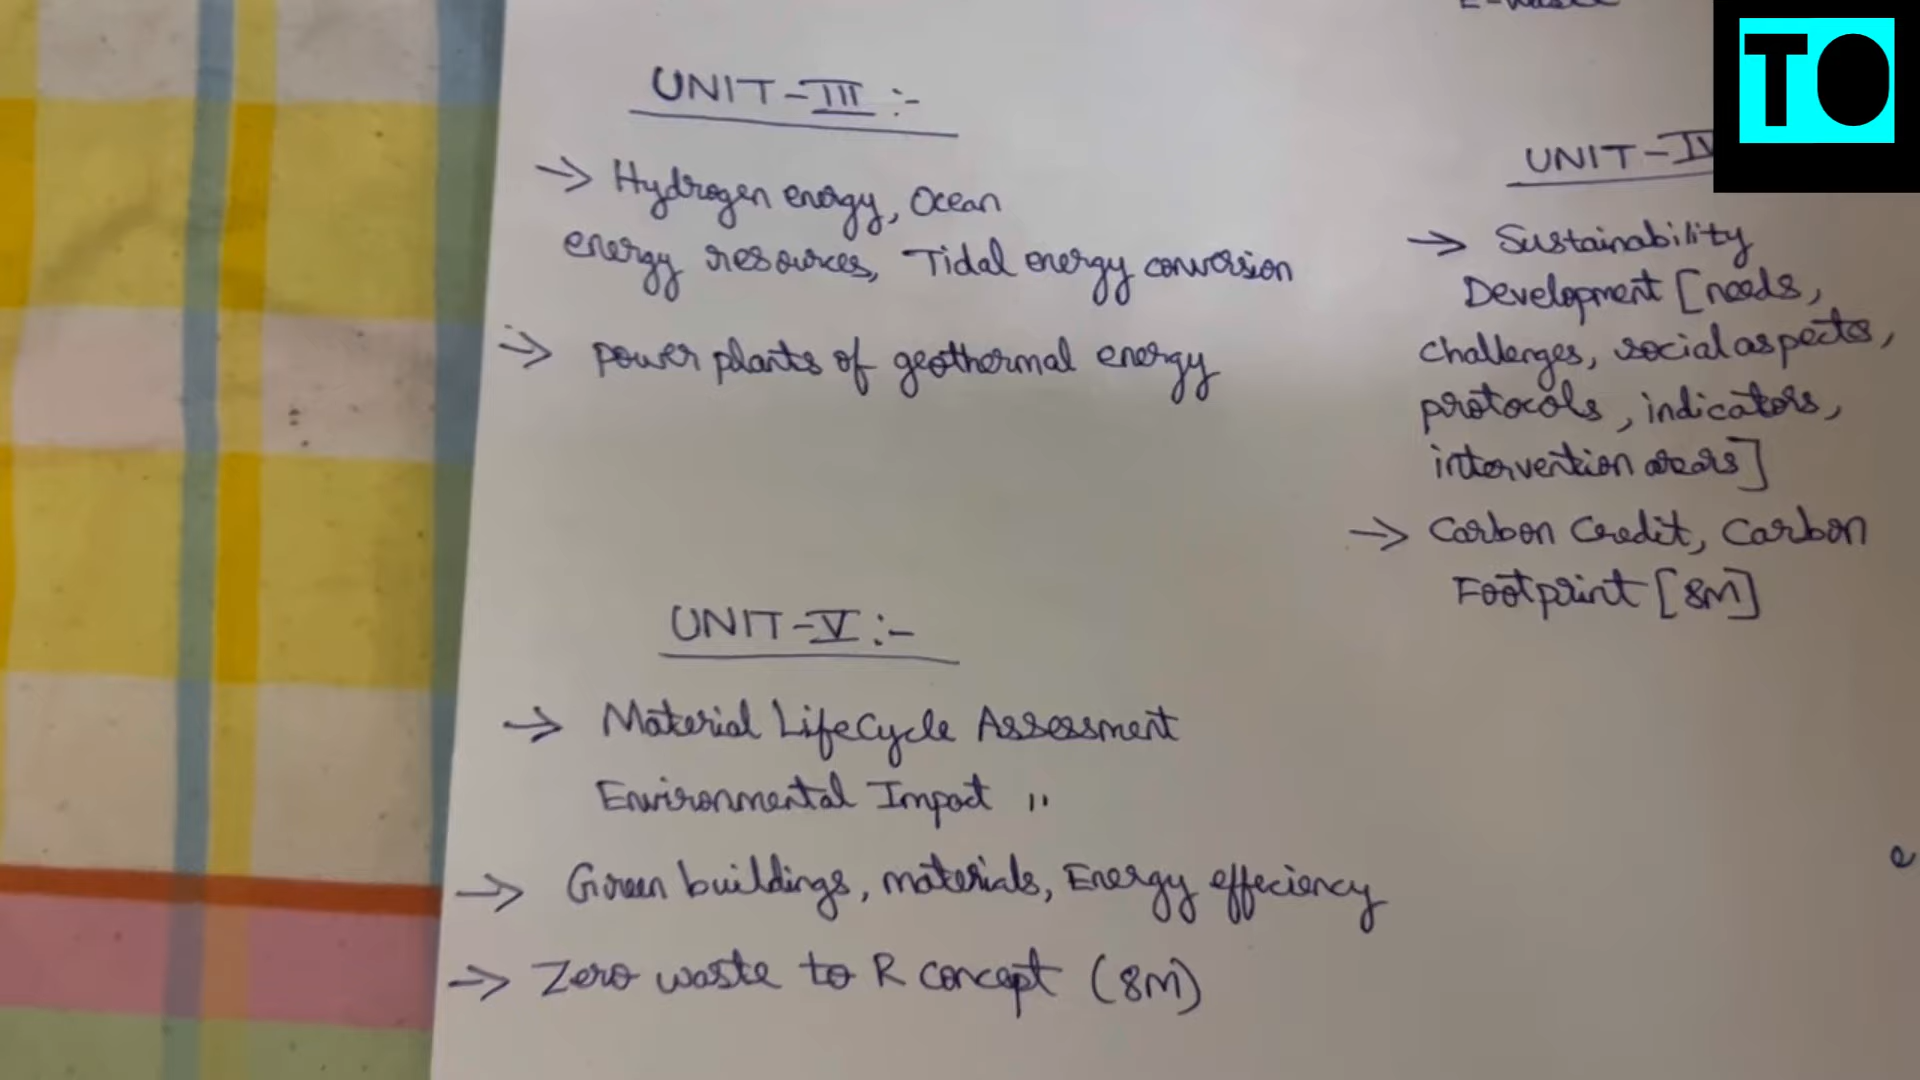 UNIT-III :-
→ Hydrogen energy, Ocean
energy resources, Tidal energy conversion
→ power plants of geothermal energy
UNIT-IV
→ Sustainability
Development [needs,
challenges, social aspects,
protocols, indicators,
intervention areas]
→ Carbon Credit, Carbon
Footprint [8M]
UNIT-V :-
→ Material LifeCycle Assessment
Environmental Impact "
→ Green buildings, materials, Energy effeciency
→ Zero waste to R concept (8M)
TO